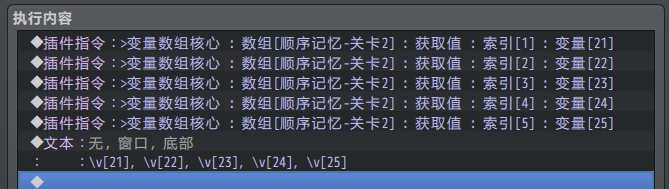 执行内容
◆插件指令：>变量数组核心 : 数组[顺序记忆-关卡2] : 获取值 : 索引[1] : 变量[21]
◆插件指令：>变量数组核心 : 数组[顺序记忆-关卡2] : 获取值 : 索引[2] : 变量[22]
◆插件指令：>变量数组核心 : 数组[顺序记忆-关卡2] : 获取值 : 索引[3] : 变量[23]
◆插件指令：>变量数组核心 : 数组[顺序记忆-关卡2] : 获取值 : 索引[4] : 变量[24]
◆插件指令：>变量数组核心 : 数组[顺序记忆-关卡2] : 获取值 : 索引[5] : 变量[25]
◆文本：无, 窗口, 底部
：　　：\v[21], \v[22], \v[23], \v[24], \v[25]
◆